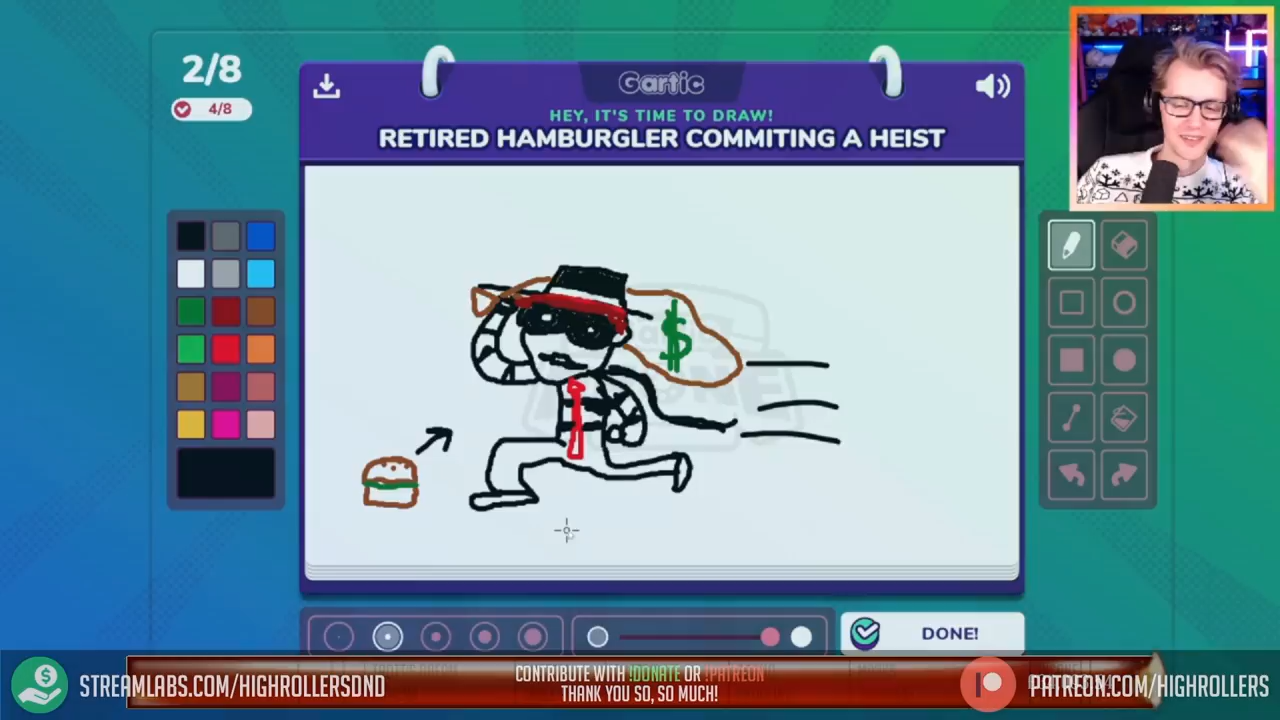 2/8
4/8
Gartic
HEY, IT'S TIME TO DRAW!
RETIRED HAMBURGLER COMMITING A HEIST
$
DONE!
$
STREAMLABS.COM/HIGHROLLERSDND
CONTRIBUTE WITH !DONATE OR !PATREON
THANK YOU SO, SO MUCH!
PATREON.COM/HIGHROLLERS